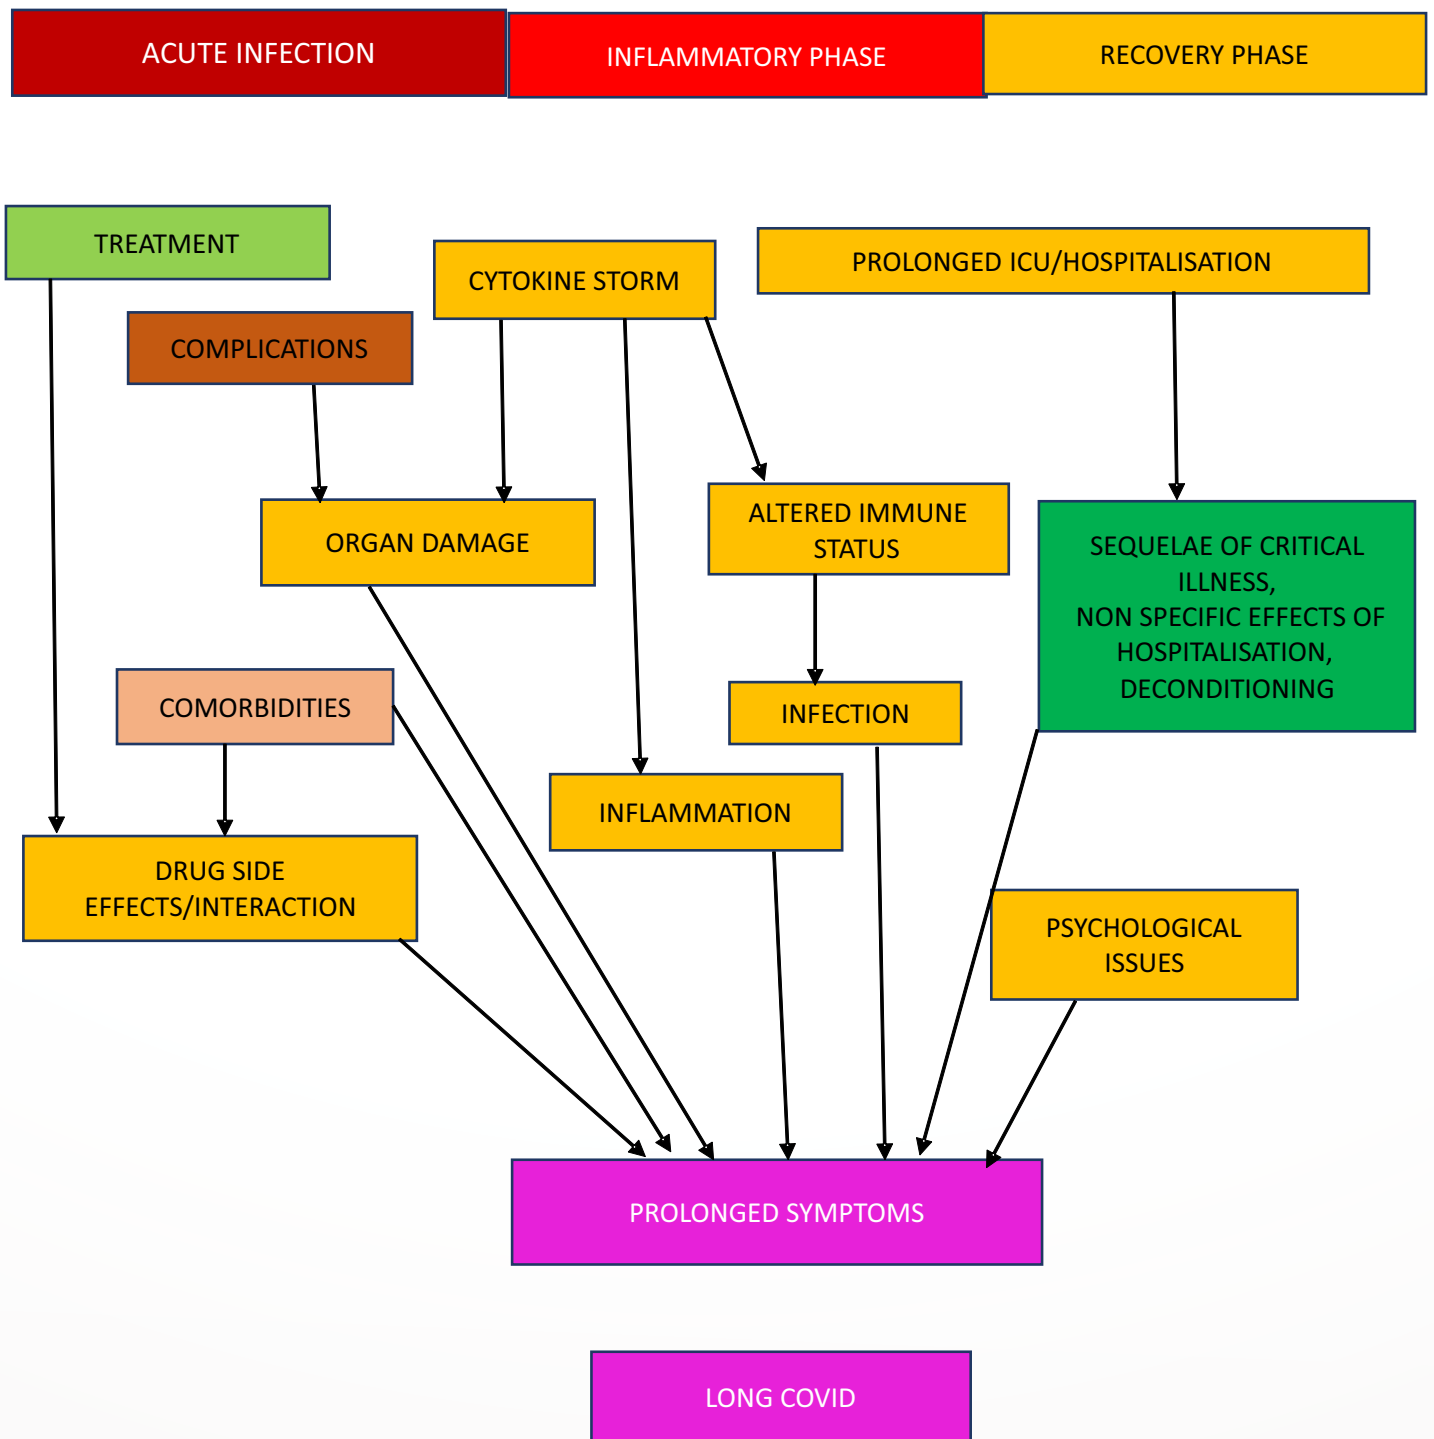 ACUTE INFECTION
INFLAMMATORY PHASE
RECOVERY PHASE
TREATMENT
CYTOKINE STORM
PROLONGED ICU/HOSPITALISATION
COMPLICATIONS
ORGAN DAMAGE
ALTERED IMMUNE
STATUS
SEQUELAE OF CRITICAL
ILLNESS,
NON SPECIFIC EFFECTS OF
HOSPITALISATION,
DECONDITIONING
COMORBIDITIES
INFECTION
INFLAMMATION
DRUG SIDE
EFFECTS/INTERACTION
PSYCHOLOGICAL
ISSUES
PROLONGED SYMPTOMS
LONG COVID